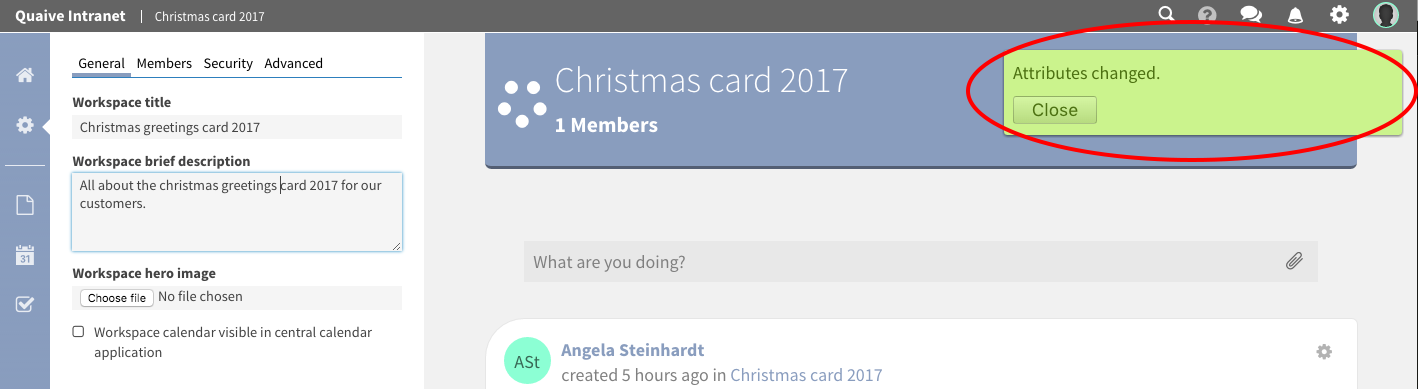 Quaive Intranet | Christmas card 2017
General Members Security Advanced
Workspace title
Christmas greetings card 2017
Workspace brief description
All about the christmas greetings card 2017 for our
customers.
Workspace hero image
Choose file No file chosen
Workspace calendar visible in central calendar
application
31
Christmas card 2017
1 Members
Attributes changed.
Close
What are you doing?
ASt
Angela Steinhardt
created 5 hours ago in Christmas card 2017